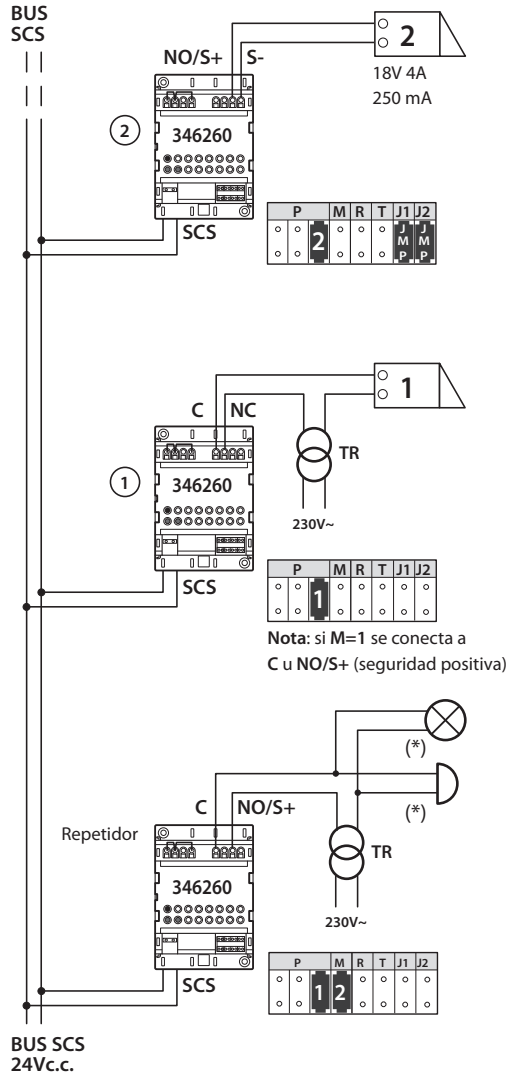 BUS
SCS
NO/S+ S-
2
18V 4A
250 mA
2
346260
SCS
P M R T J1 J2
2 JMP JMP
1
C NC
TR
1
346260
230V~
SCS
P M R T J1 J2
1
Nota: si M=1 se conecta a
C u NO/S+ (seguridad positiva)
(*)
(*)
C NO/S+
Repetidor
TR
346260
230V~
SCS
P M R T J1 J2
1 2
BUS SCS
24Vc.c.